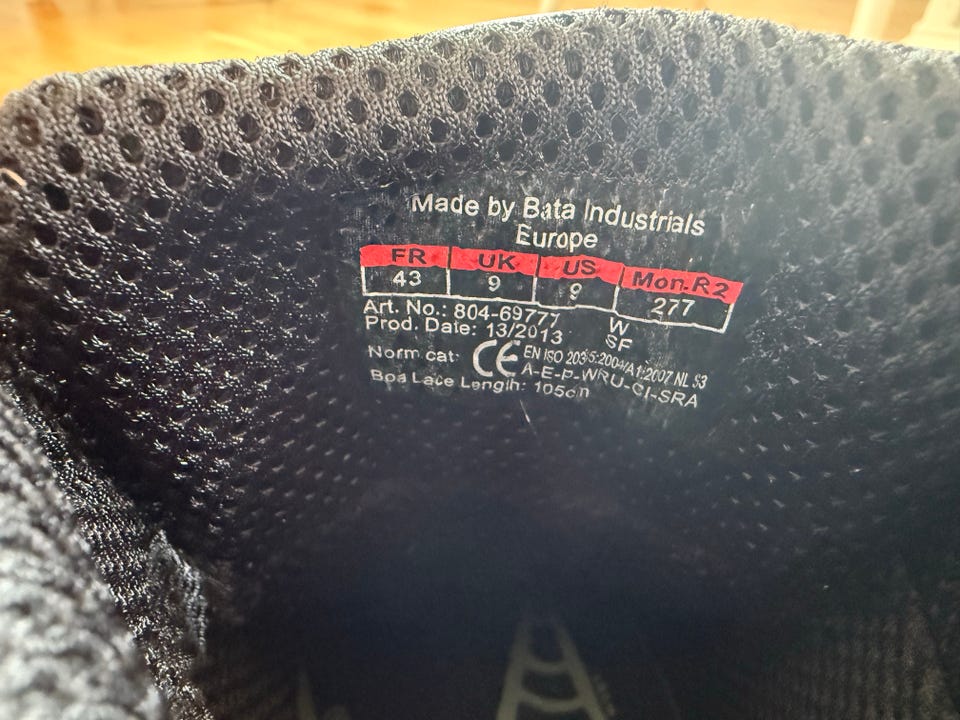 Made by Bata Industrials
Europe
FR UK US Mon.R2
43 9 9 277
Art. No.: 804-69777 W
Prod. Date: 13/2013 SF
Norm cat: CE EN ISO 20345:2004/A1:2007 NL S3
A-E-P-WRU-CI-SRA
Boa Lace Length: 105cm